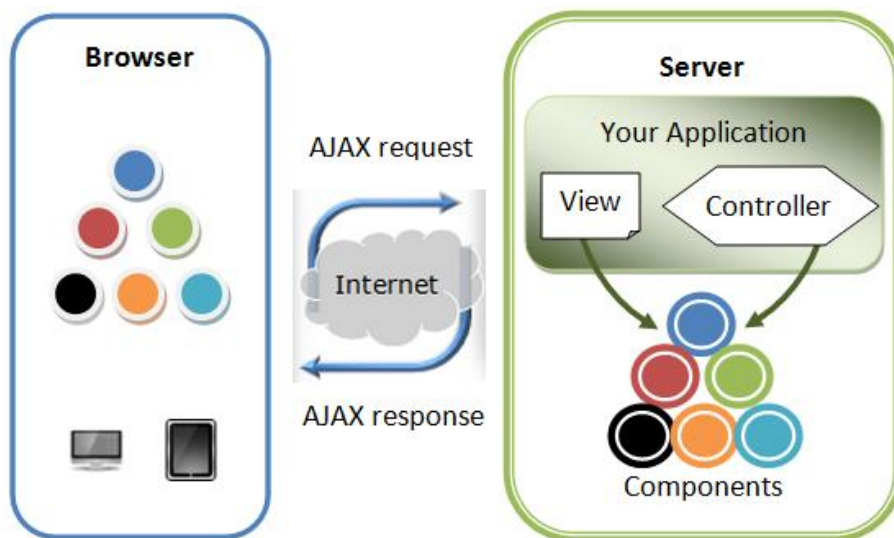 Browser
AJAX request
Internet
AJAX response
Server
Your Application
View
Controller
Components